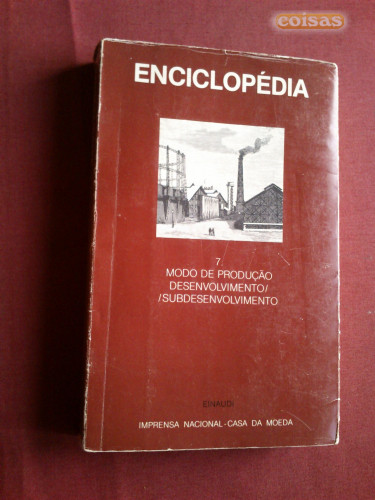 coisas
ENCICLOPÉDIA
7.
MODO DE PRODUÇÃO
DESENVOLVIMENTO/
/SUBDESENVOLVIMENTO
EINAUDI
IMPRENSA NACIONAL-CASA DA MOEDA